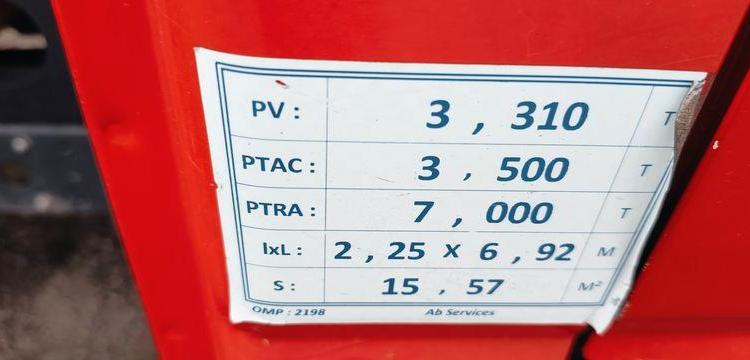 PV : 3 , 310 T
PTAC : 3 , 500 T
PTRA : 7 , 000 T
lxL : 2 , 25 x 6 , 92 M
S : 15 , 57 M²
OMP : 2198 Ab Services